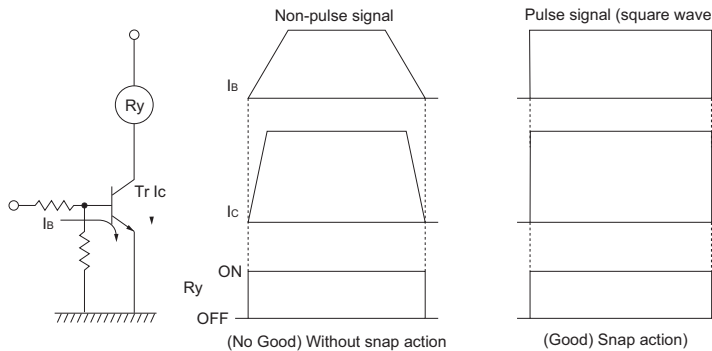 Non-pulse signal
Pulse signal (square wave
Ry
IB
Tr Ic
IB
IC
ON
Ry
OFF
(No Good) Without snap action
(Good) Snap action)